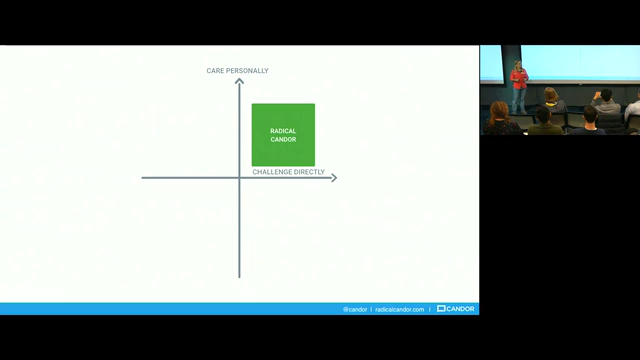 CARE PERSONALLY
RADICAL
CANDOR
CHALLENGE DIRECTLY
@candor | radicalcandor.com | CANDOR